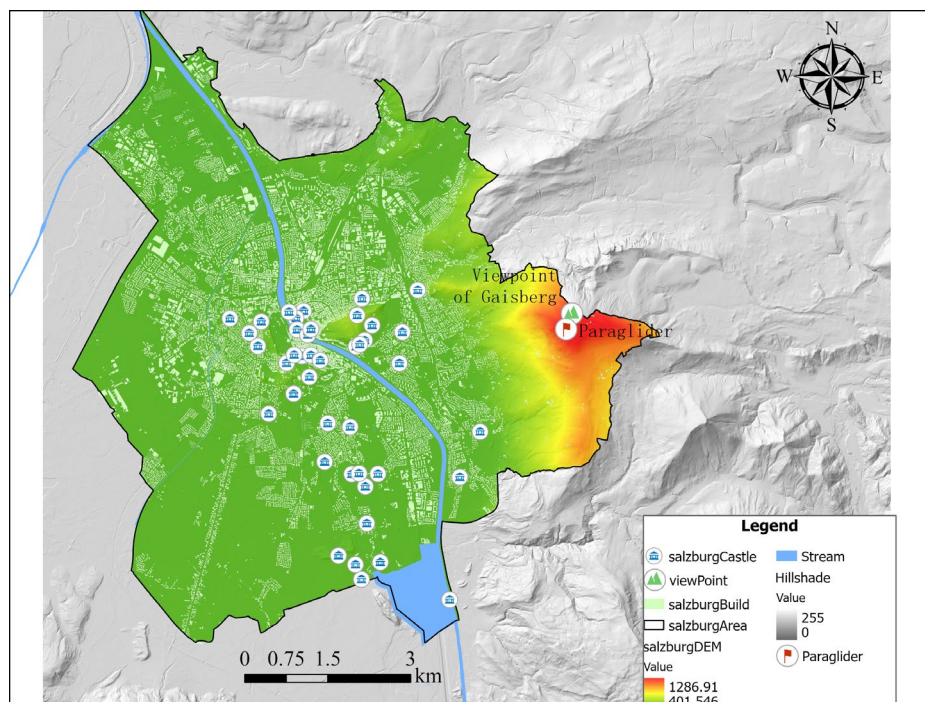 N
W E
S
Viewpoint
of Gaisberg
Paraglider
Legend
salzburgCastle
viewPoint
salzburgBuild
salzburgArea
salzburgDEM
Value
1286.91
401.546
Stream
Hillshade
Value
255
0
Paraglider
0 0.75 1.5 3
km